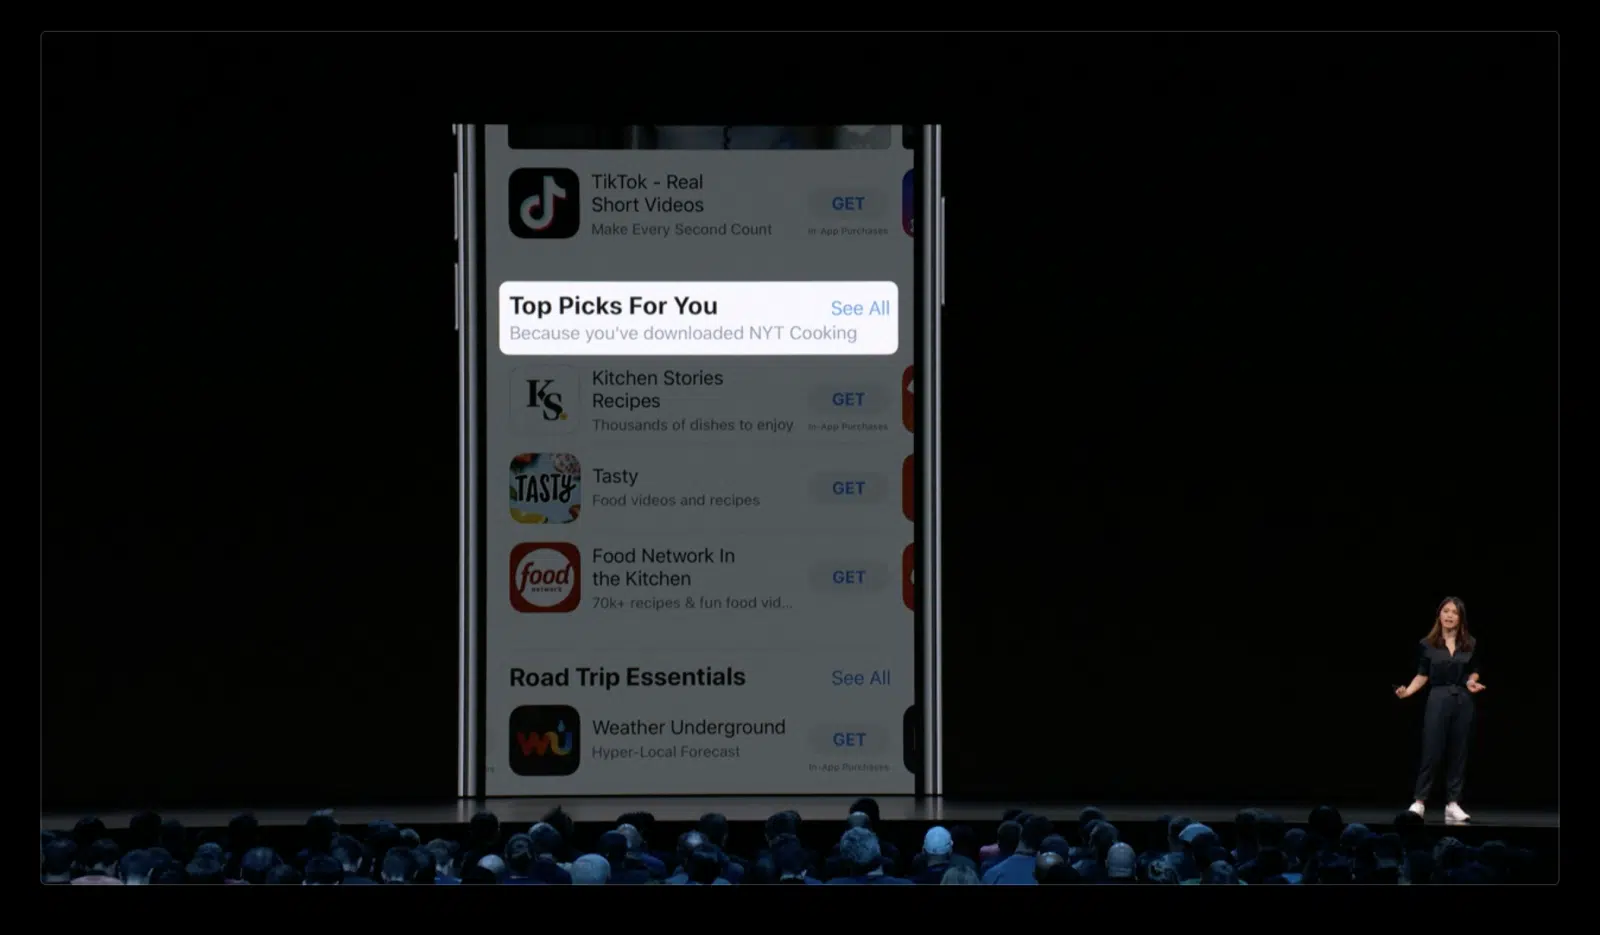 TikTok - Real
Short Videos
Make Every Second Count
GET
In-App Purchases
Top Picks For You
See All
Because you've downloaded NYT Cooking
KS
Kitchen Stories
Recipes
Thousands of dishes to enjoy
GET
In-App Purchases
TASTY
Tasty
Food videos and recipes
GET
food
network
Food Network In
the Kitchen
70k+ recipes & fun food vid...
GET
Road Trip Essentials
See All
wu
Weather Underground
Hyper-Local Forecast
GET
In-App Purchases